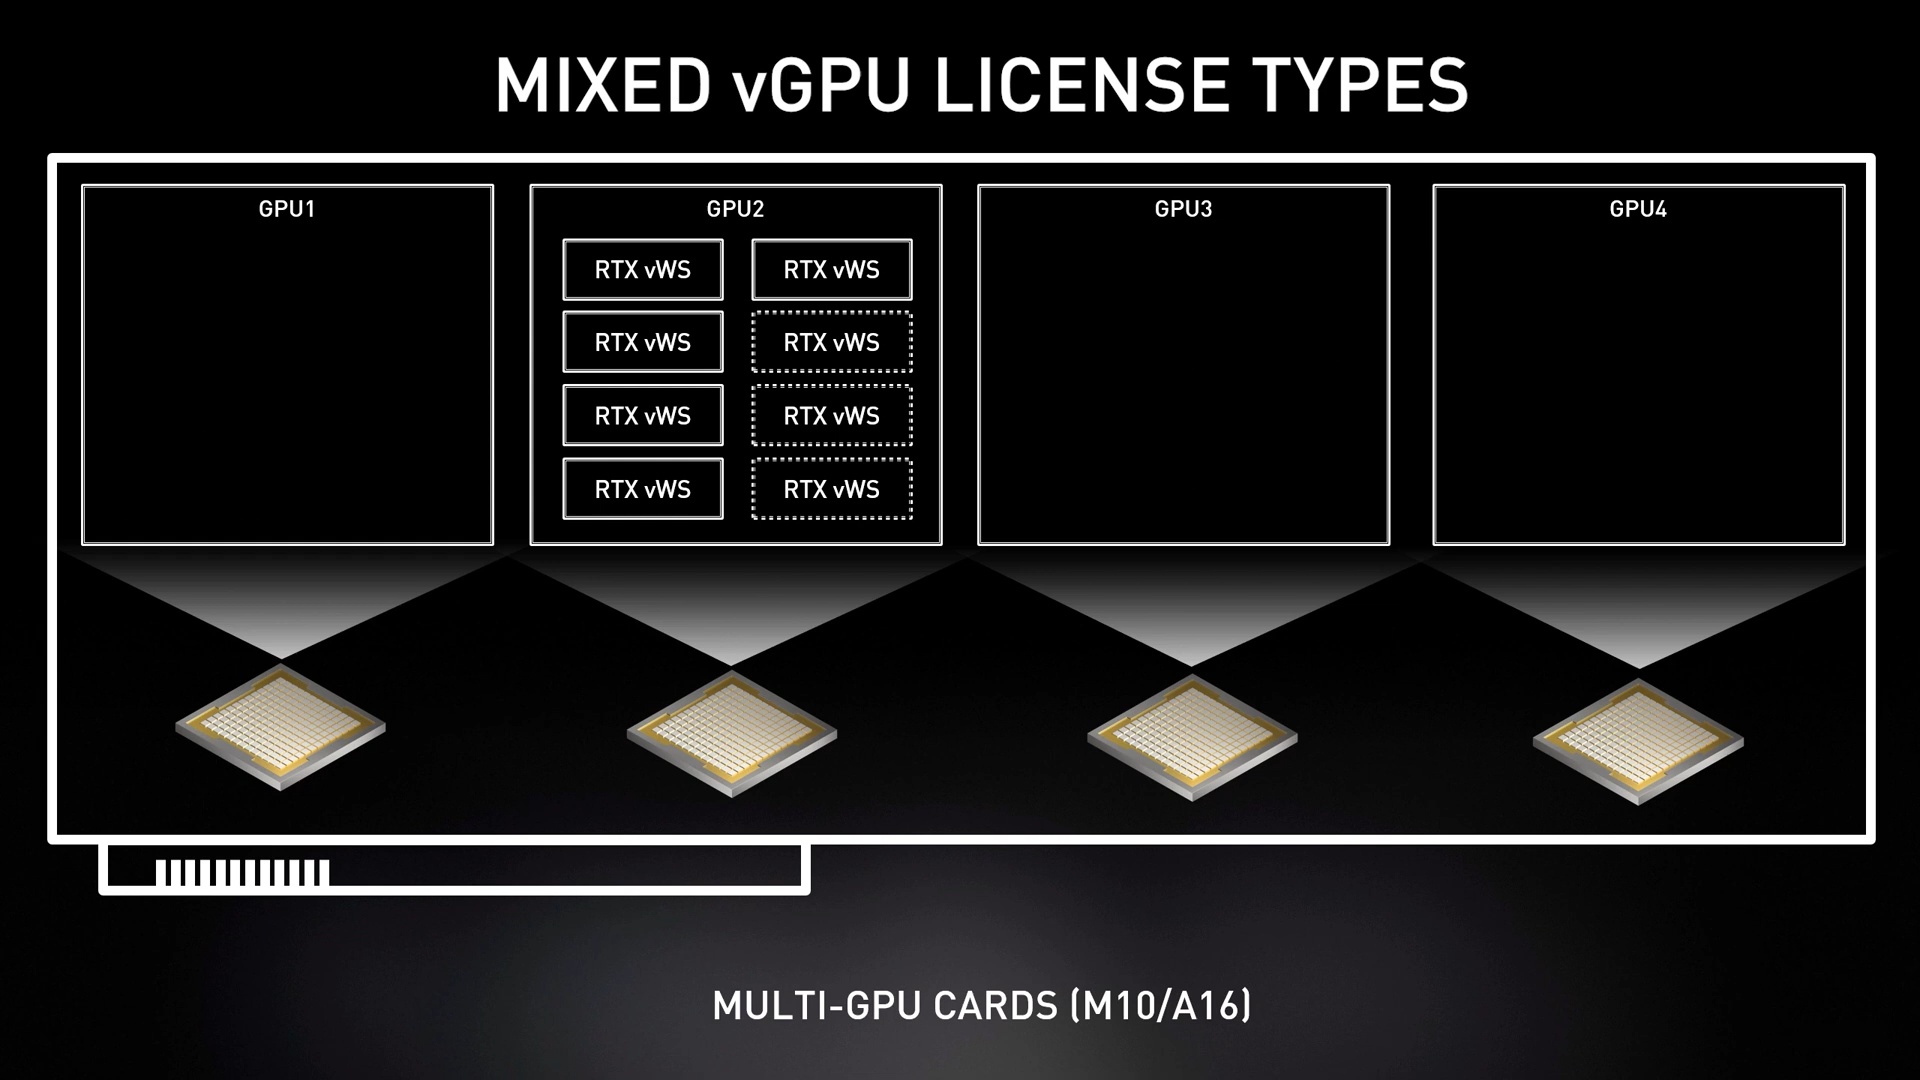 MIXED vGPU LICENSE TYPES
GPU1
GPU2
GPU3
GPU4
RTX vWS RTX vWS
RTX vWS RTX vWS
RTX vWS RTX vWS
RTX vWS RTX vWS
MULTI-GPU CARDS (M10/A16)